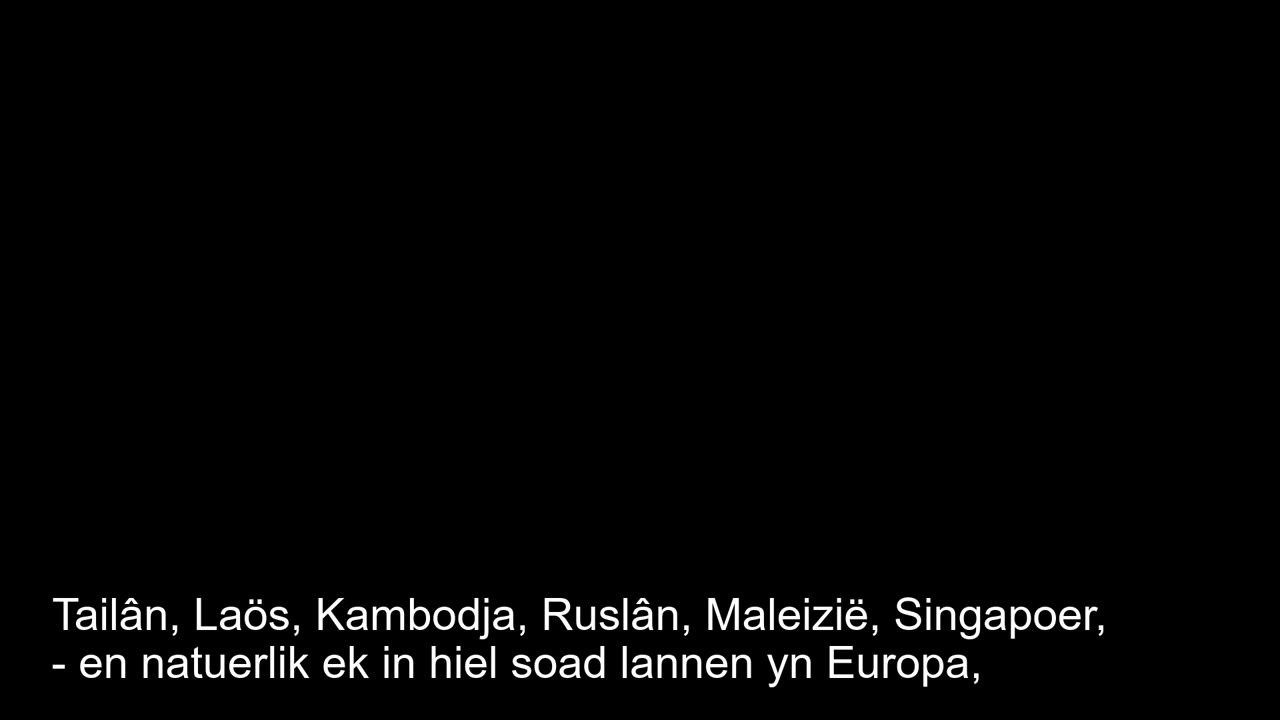 Tailân, Laös, Kambodja, Ruslân, Maleizië, Singapoer,
- en natuerlik ek in hiel soad lannen yn Europa,